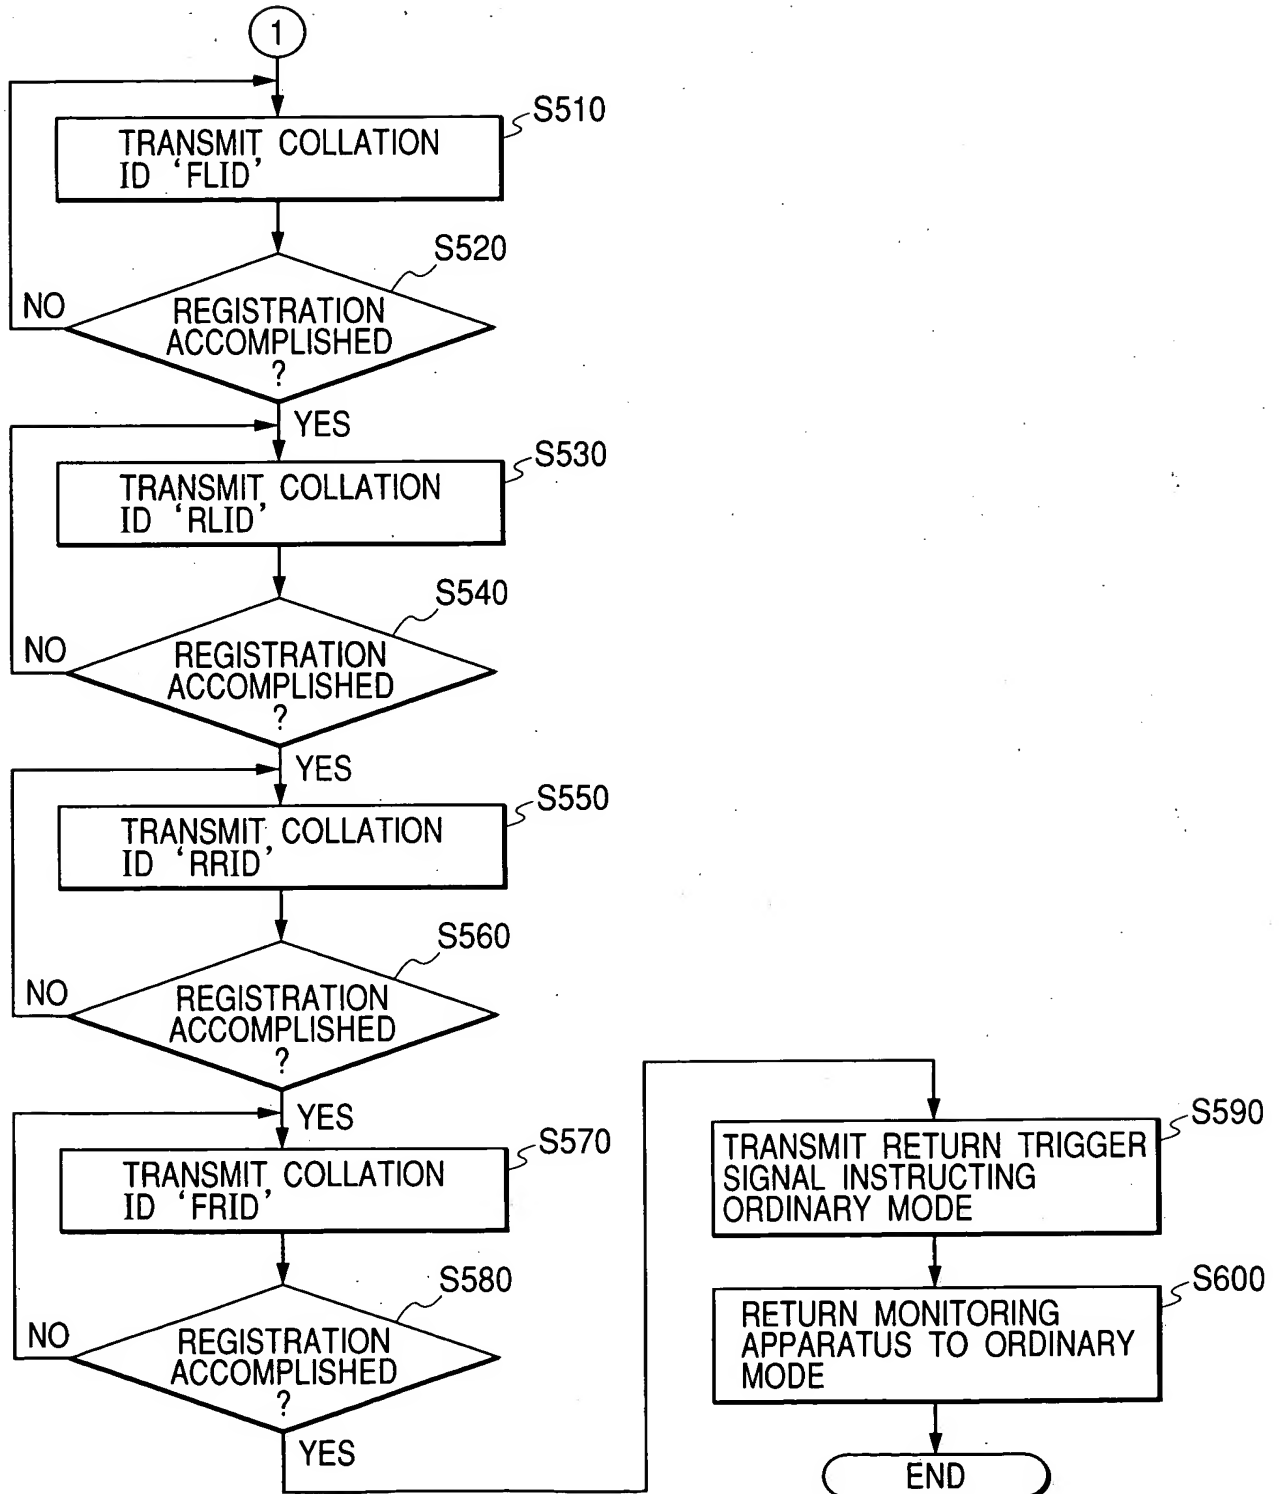 1
S510
TRANSMIT COLLATION
ID ‘FLID’
S520
REGISTRATION
ACCOMPLISHED
?
NO
YES
S530
TRANSMIT COLLATION
ID ‘RLID’
S540
REGISTRATION
ACCOMPLISHED
?
NO
YES
S550
TRANSMIT COLLATION
ID ‘RRID’
S560
REGISTRATION
ACCOMPLISHED
?
NO
YES
S570
TRANSMIT COLLATION
ID ‘FRID’
S580
REGISTRATION
ACCOMPLISHED
?
NO
YES
S590
TRANSMIT RETURN TRIGGER
SIGNAL INSTRUCTING
ORDINARY MODE
S600
RETURN MONITORING
APPARATUS TO ORDINARY
MODE
END